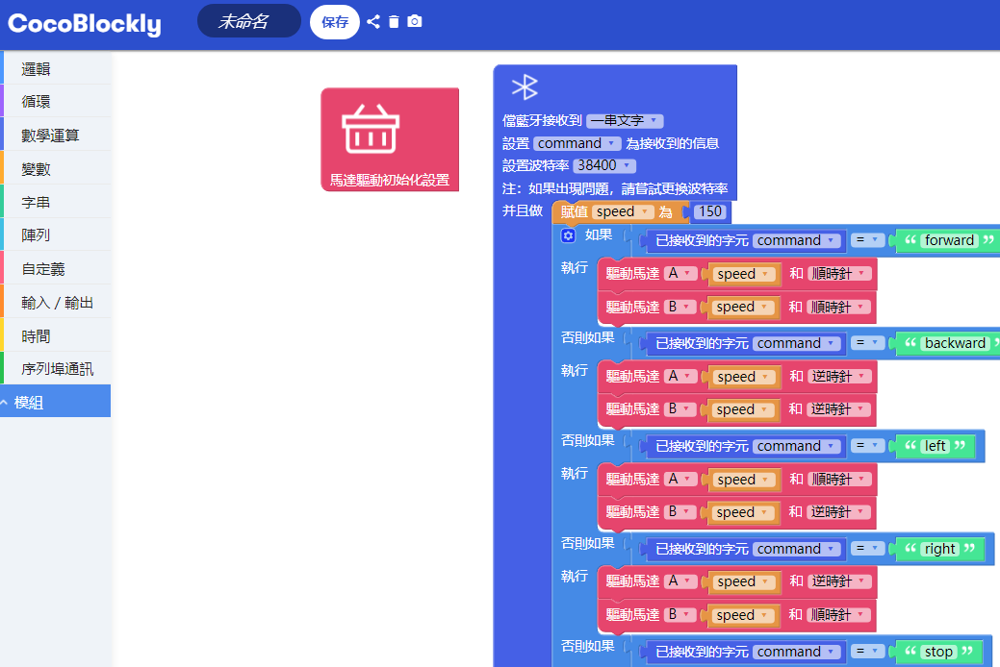 CocoBlockly
未命名
保存
邏輯
循環
數學運算
變數
字串
陣列
自定義
輸入 / 輸出
時間
序列埠通訊
模組
馬達驅動初始化設置
檔藍牙接收到 一串文字
設置 command 為接收到的信息
設置波特率 38400
注：如果出現問題，請嘗試更換波特率
并且做 賦值 speed 為 150
如果 已接收到的字元 command = “ forward ”
執行 驅動馬達 A speed 和 順時針
驅動馬達 B speed 和 順時針
否則如果 已接收到的字元 command = “ backward ”
執行 驅動馬達 A speed 和 逆時針
驅動馬達 B speed 和 逆時針
否則如果 已接收到的字元 command = “ left ”
執行 驅動馬達 A speed 和 順時針
驅動馬達 B speed 和 逆時針
否則如果 已接收到的字元 command = “ right ”
執行 驅動馬達 A speed 和 逆時針
驅動馬達 B speed 和 順時針
否則如果 已接收到的字元 command = “ stop ”